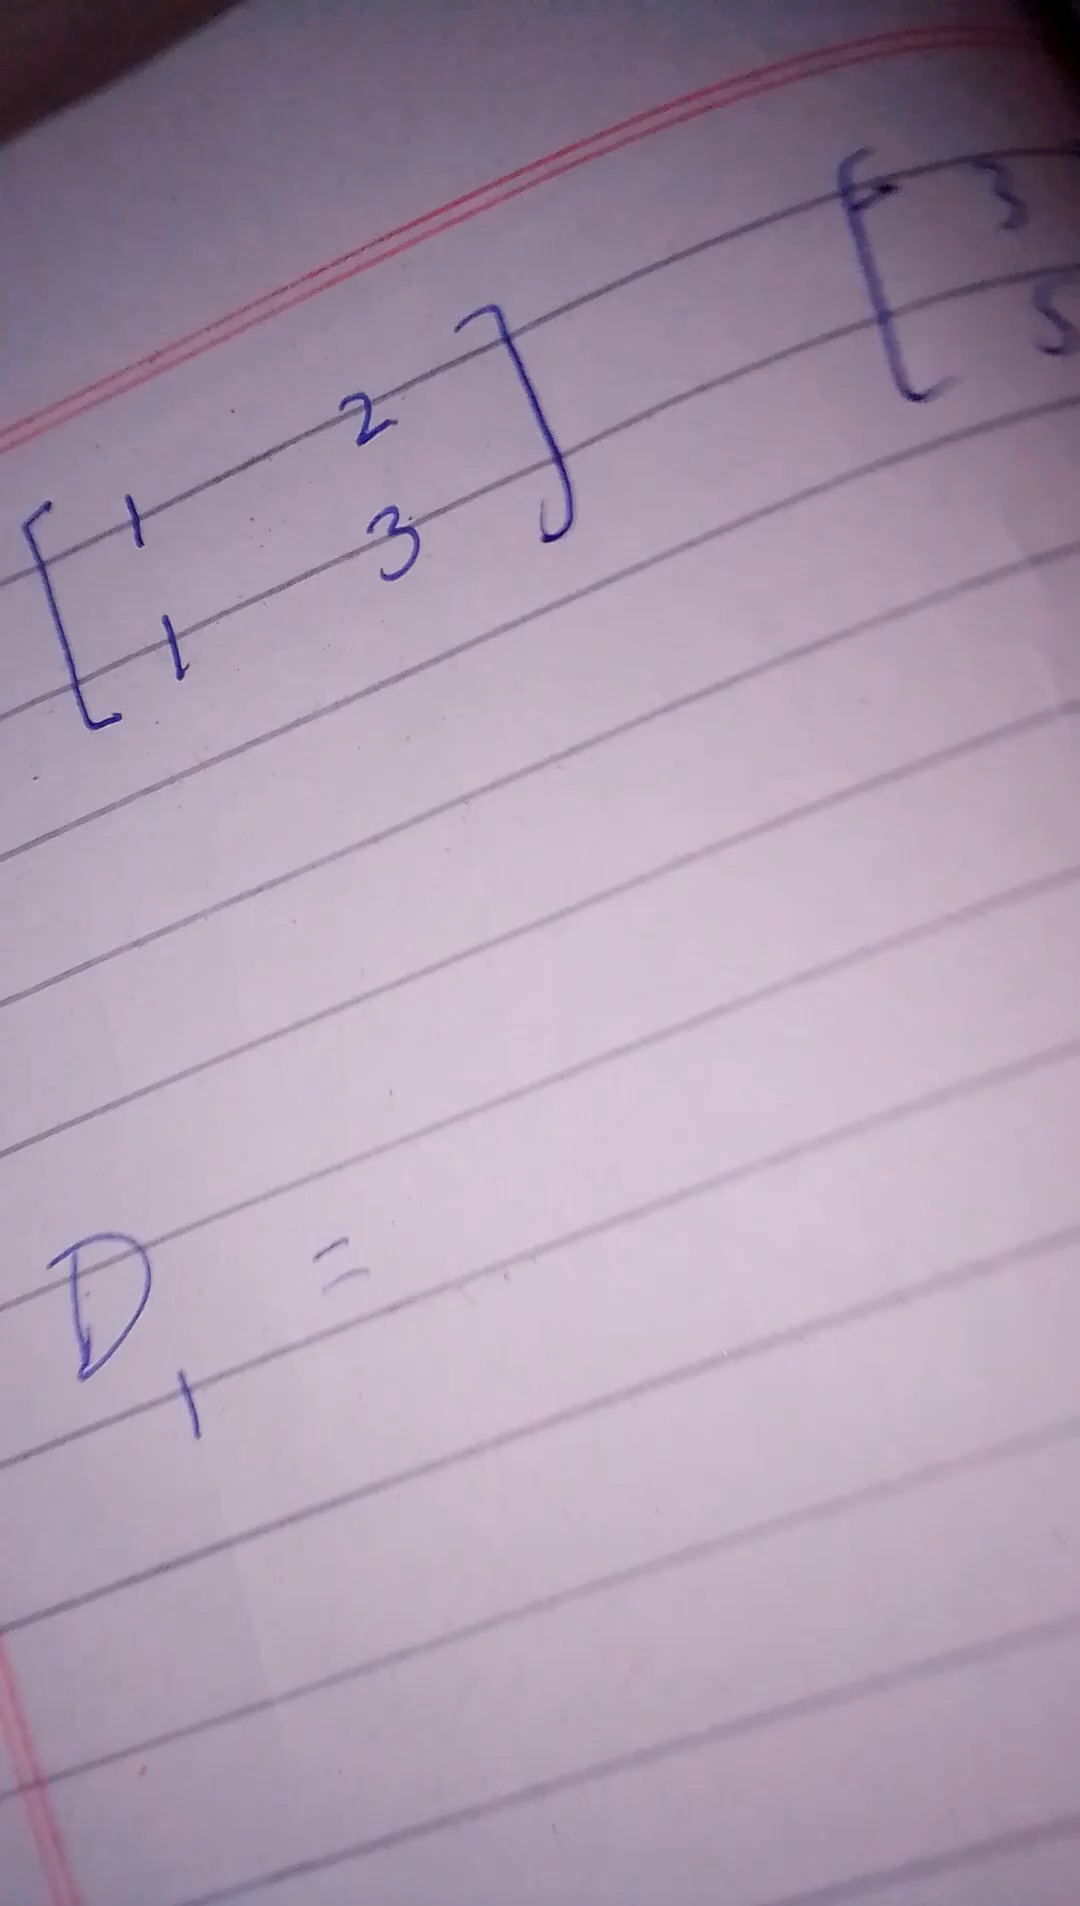 [ 1 2 ] [ 3
1 3 5
D₁ =